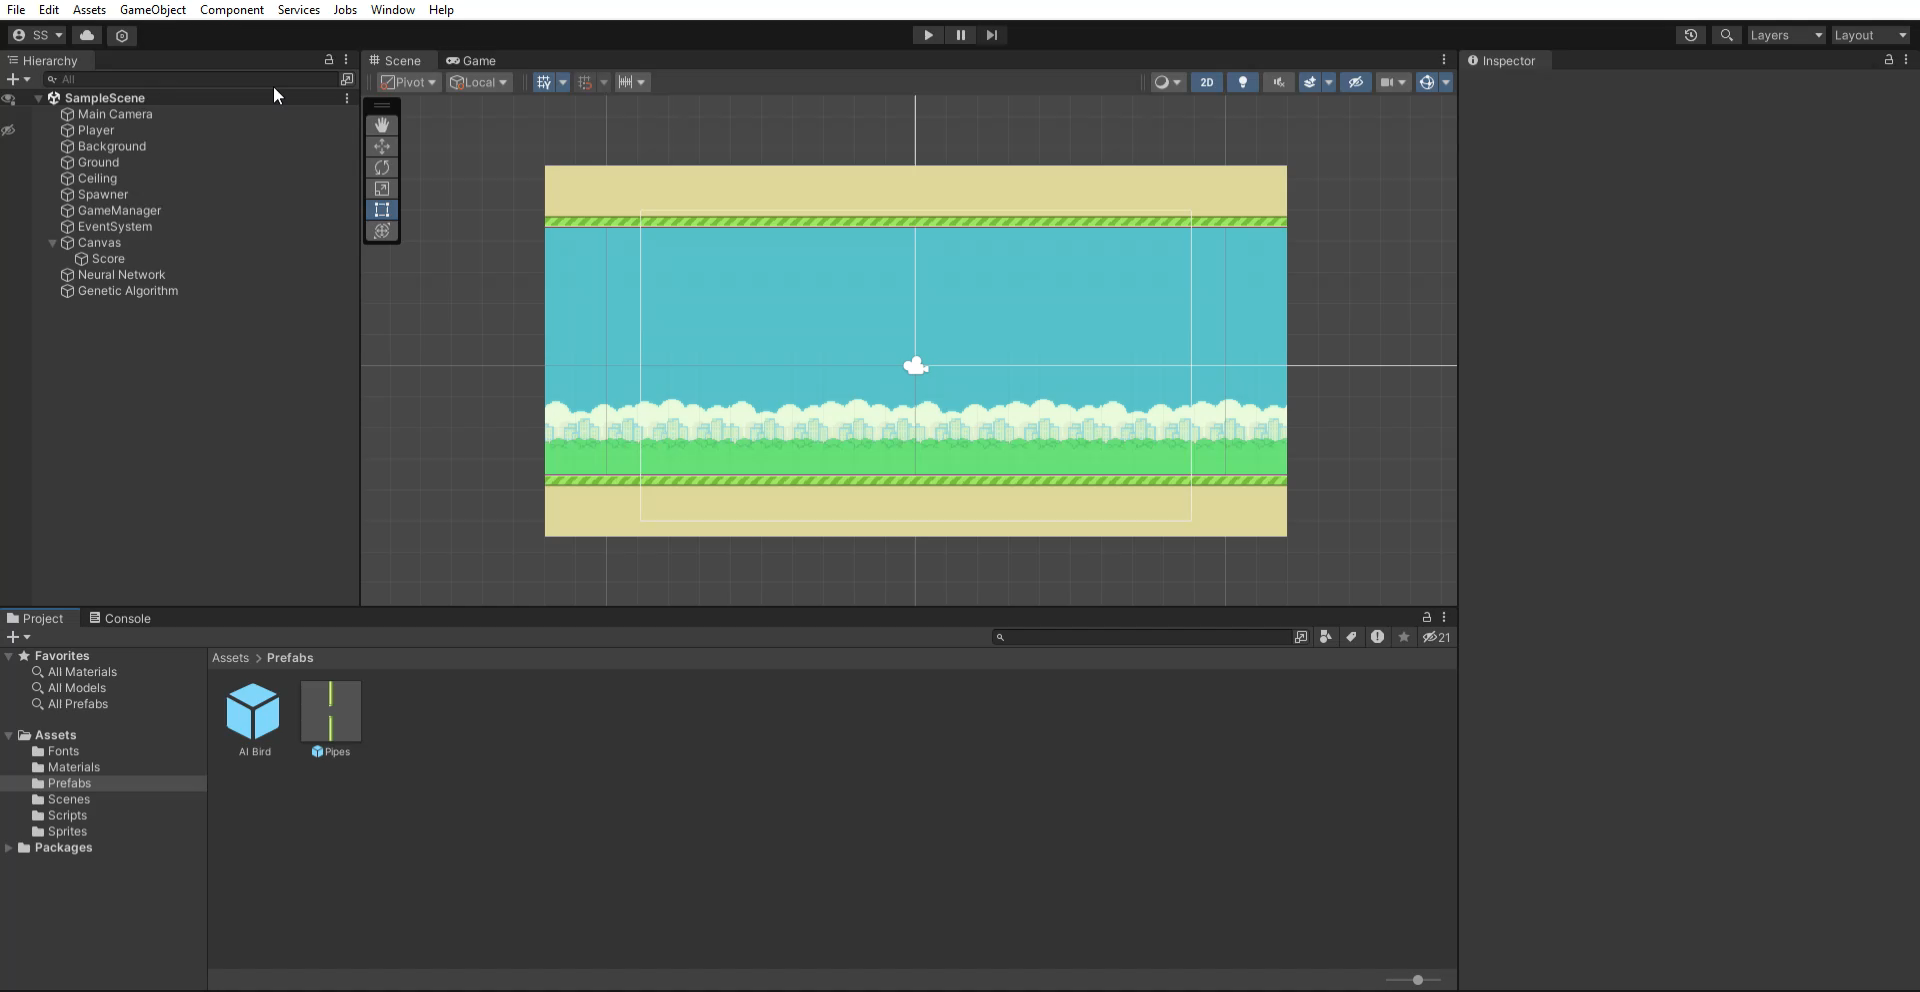 File Edit Assets GameObject Component Services Jobs Window Help
SS Layers Layout
Hierarchy Scene Game Inspector
All Pivot Local 2D
SampleScene
Main Camera
Player
Background
Ground
Ceiling
Spawner
GameManager
EventSystem
Canvas
Score
Neural Network
Genetic Algorithm
Project Console
21
Favorites
All Materials
All Models
All Prefabs
Assets
Fonts
Materials
Prefabs
Scenes
Scripts
Sprites
Packages
Assets > Prefabs
AI Bird Pipes